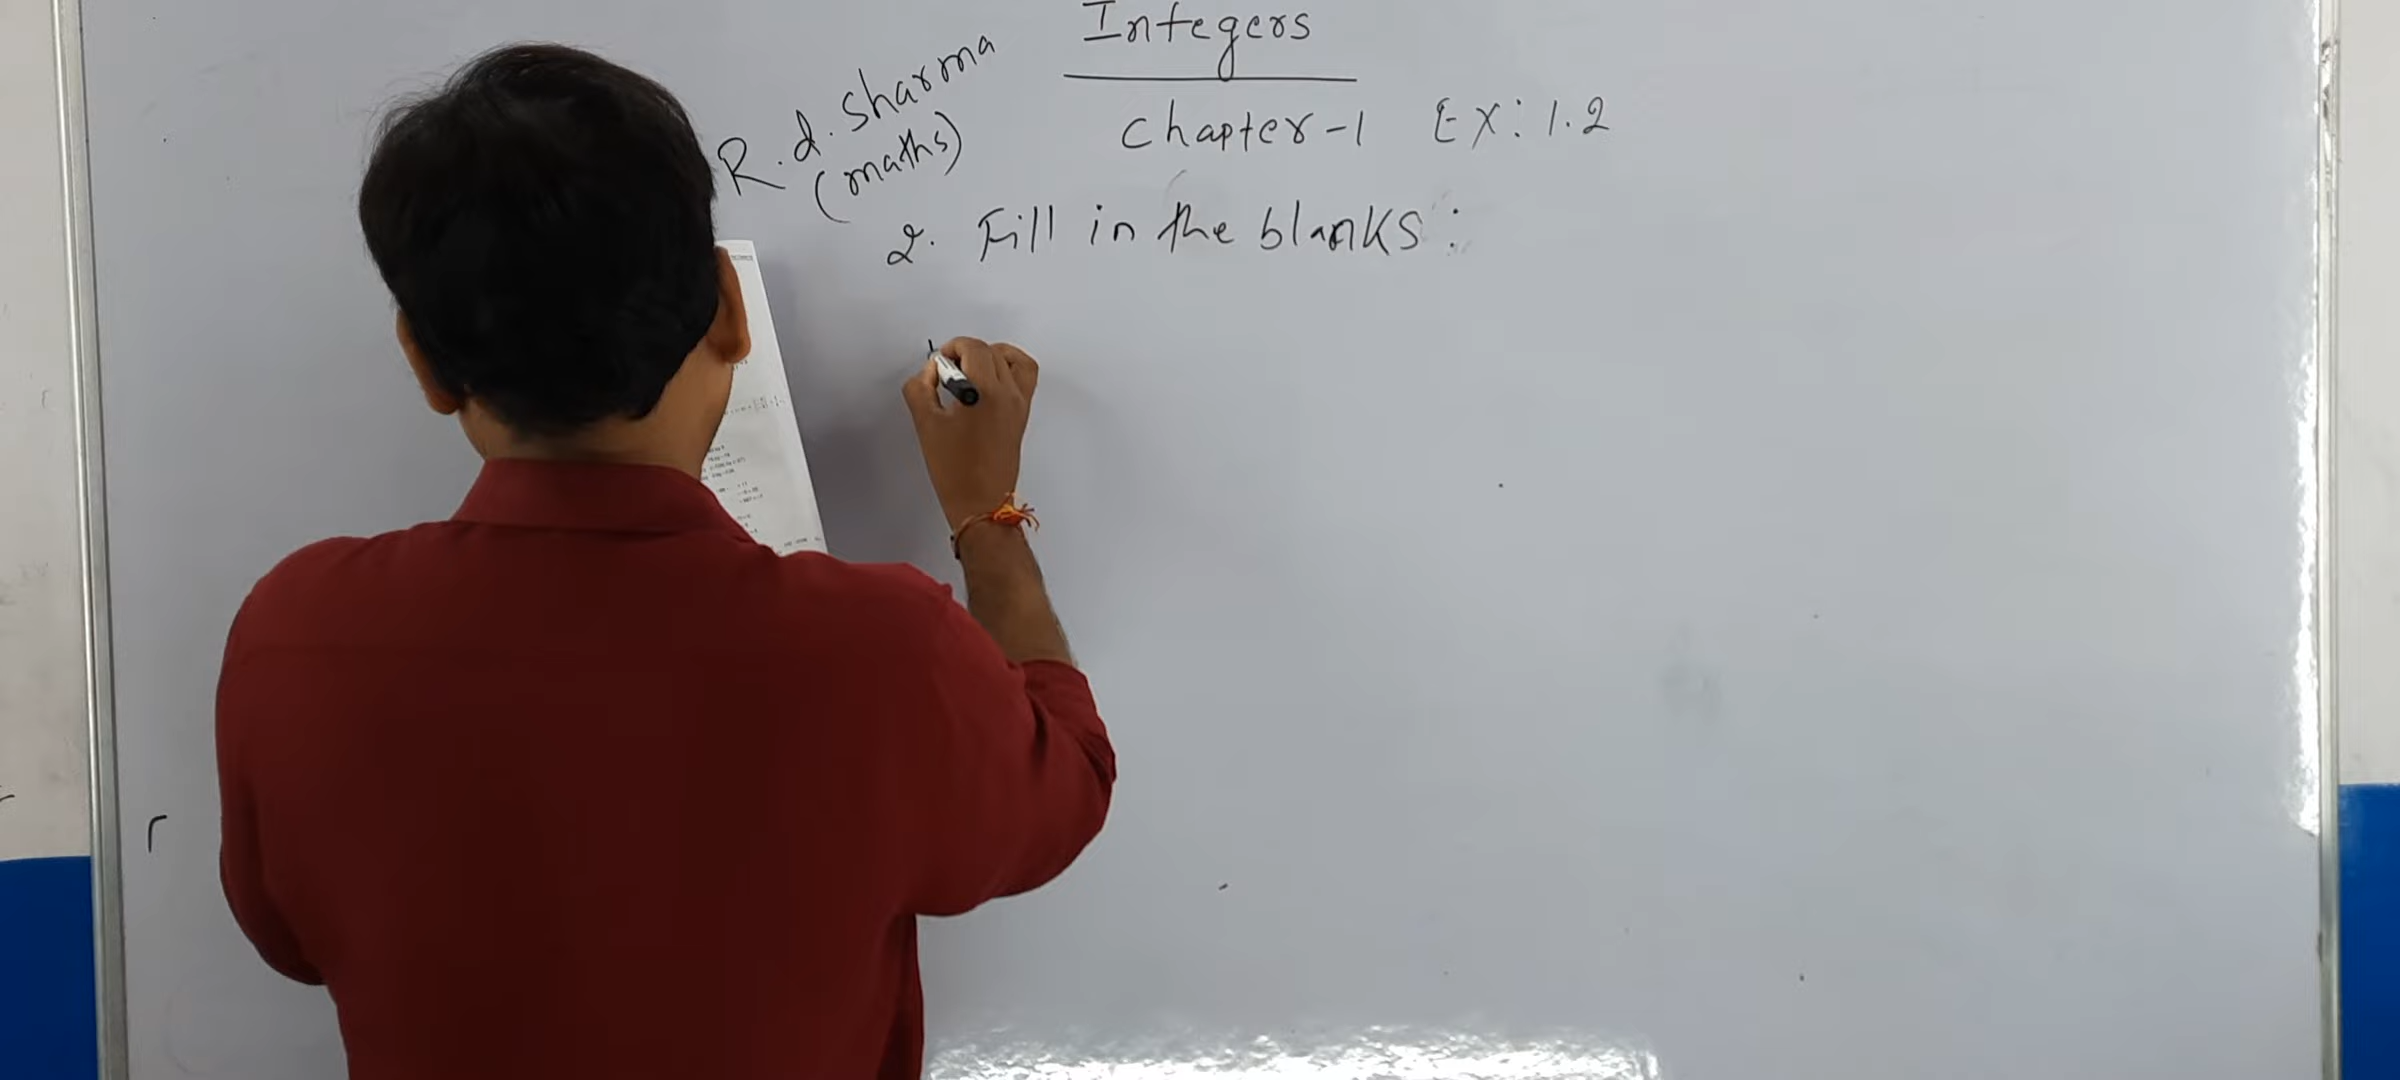 Integers
R.d. Sharma
(maths)
Chapter-1 EX: 1.2
2. Fill in the blanks: